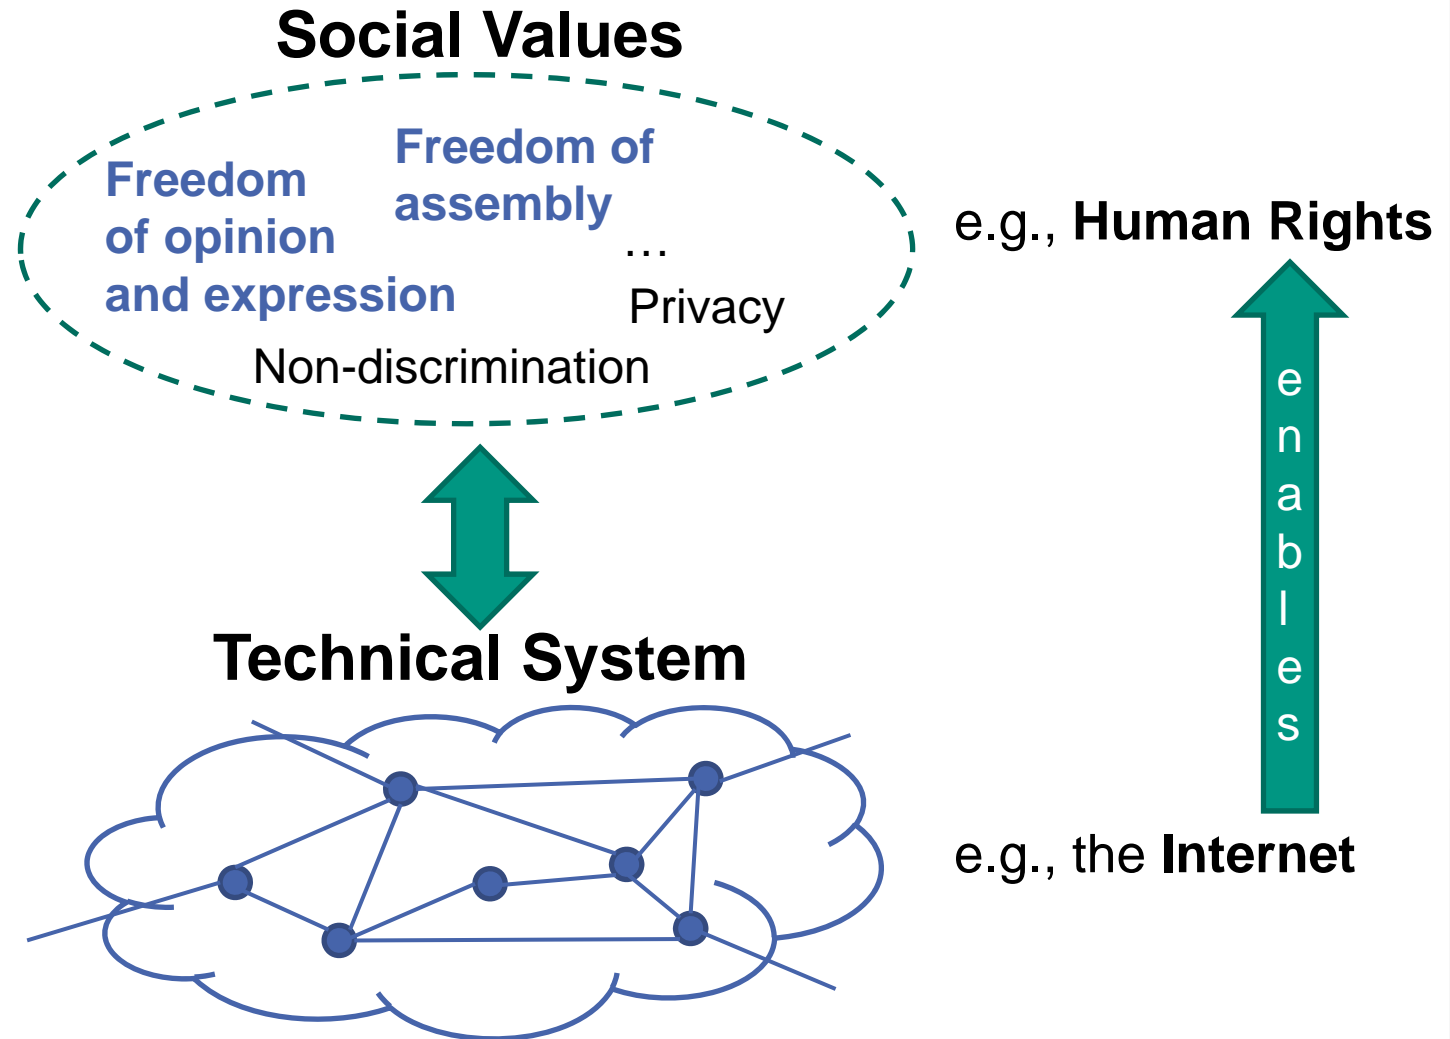 Social Values
Freedom
of opinion
and expression
Freedom of
assembly
…
Privacy
Non-discrimination
e.g., Human Rights
enables
Technical System
e.g., the Internet